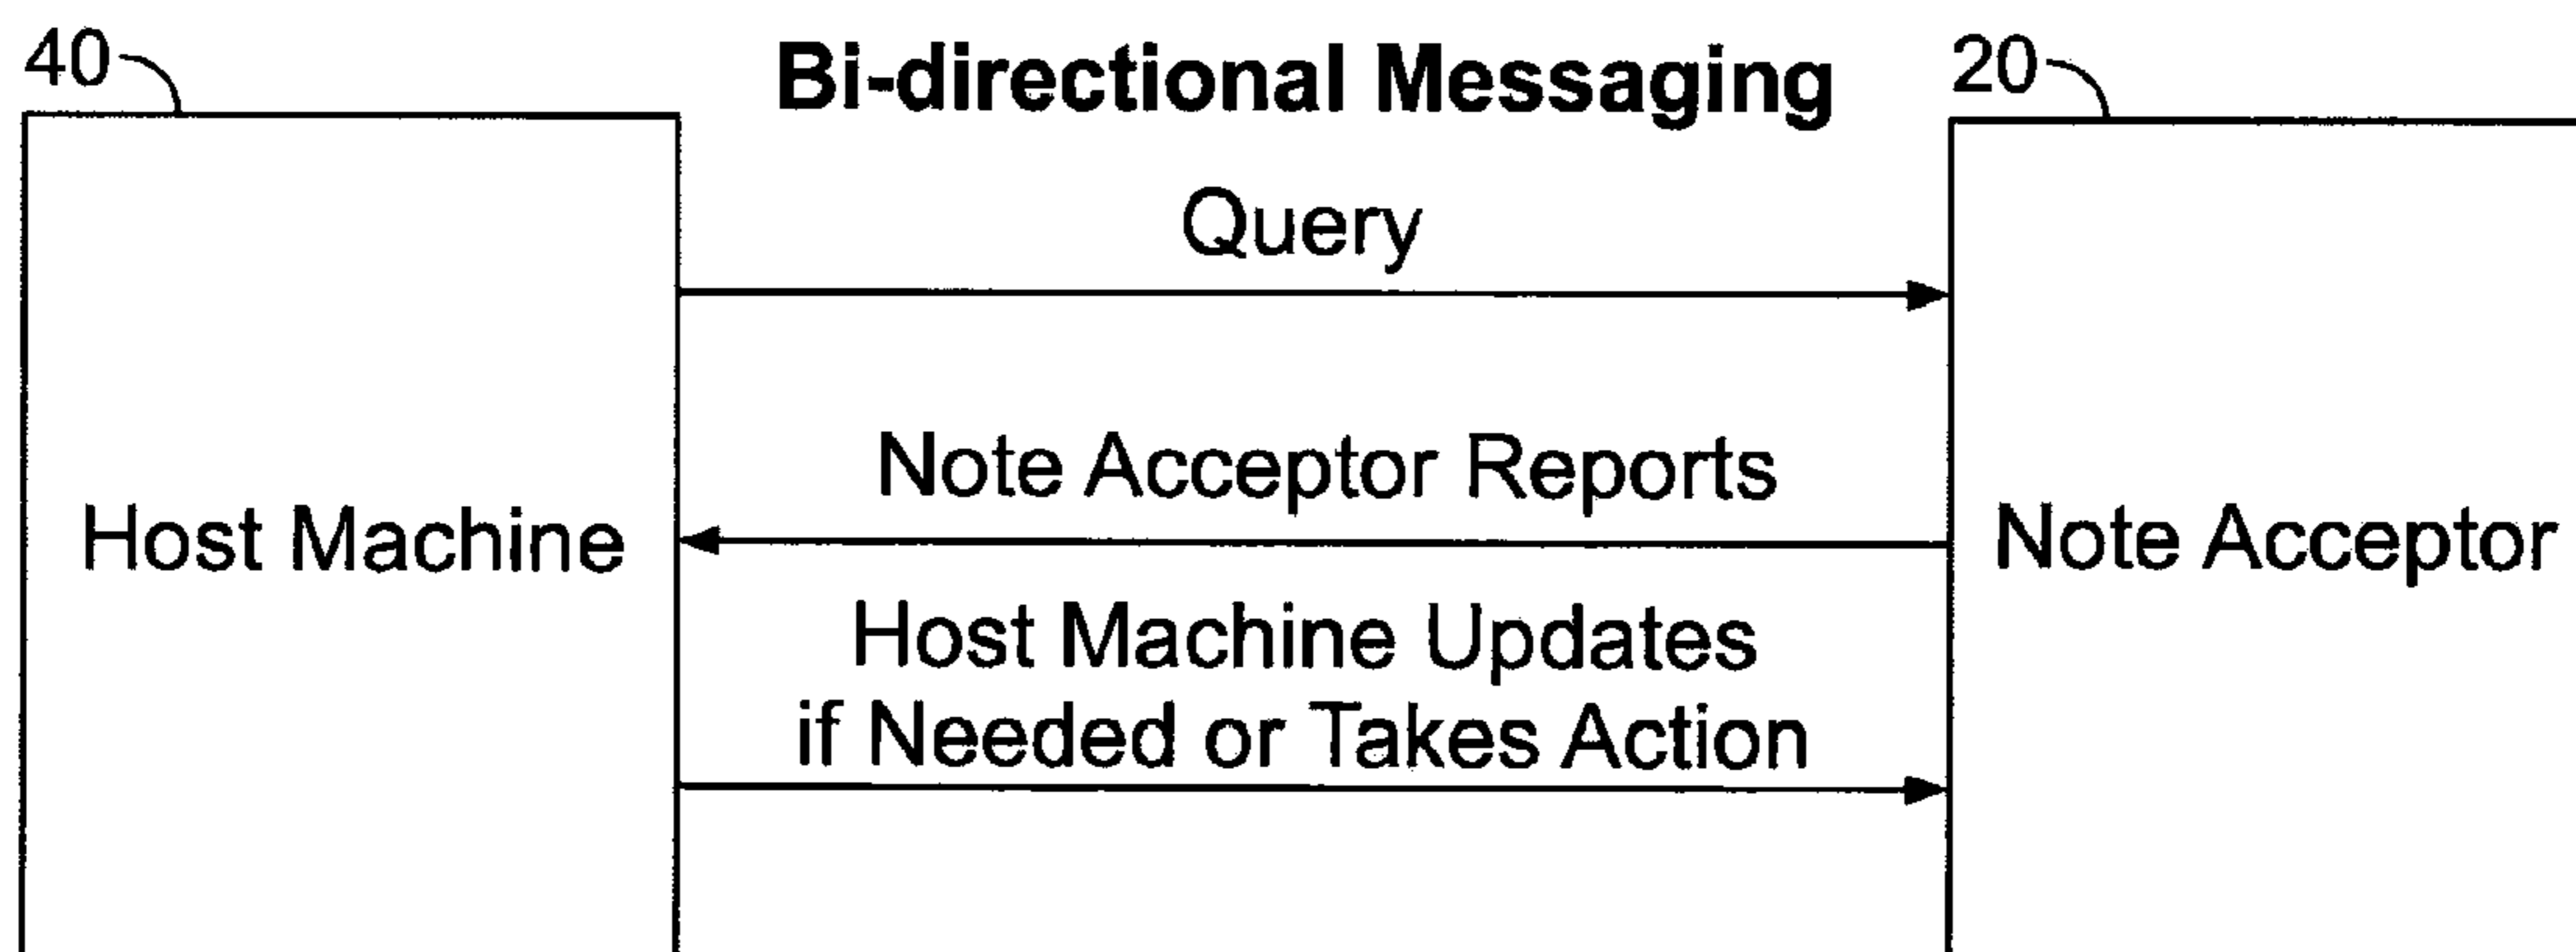 40
Bi-directional Messaging
20
Query
Note Acceptor Reports
Host Machine
Note Acceptor
Host Machine Updates
if Needed or Takes Action